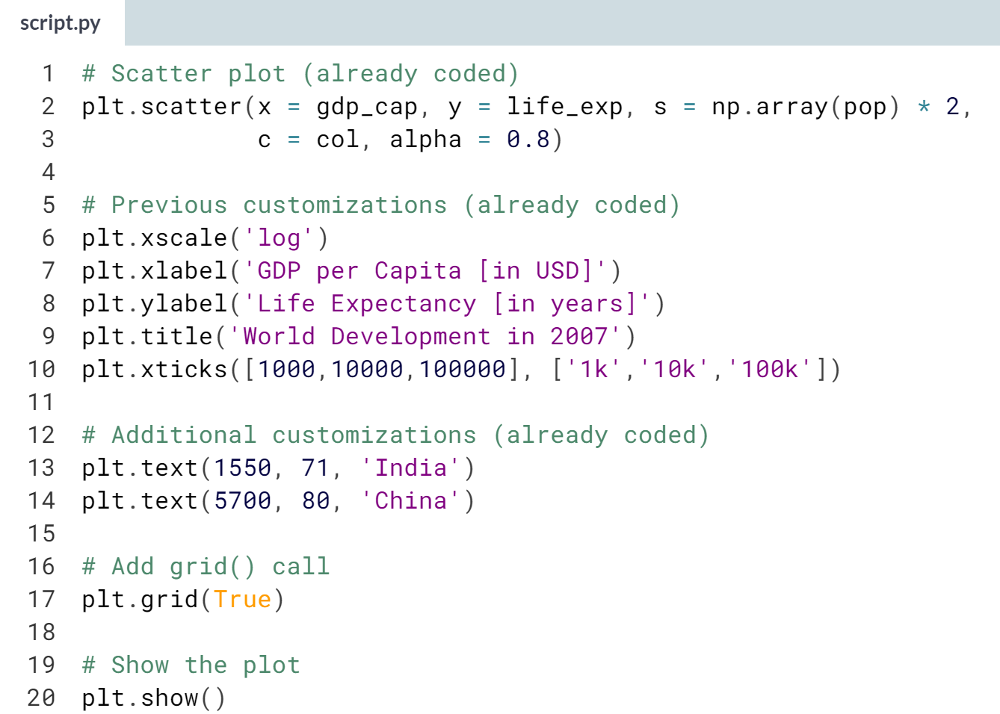 script.py
1 # Scatter plot (already coded)
2 plt.scatter(x = gdp_cap, y = life_exp, s = np.array(pop) * 2,
3             c = col, alpha = 0.8)
4
5 # Previous customizations (already coded)
6 plt.xscale('log')
7 plt.xlabel('GDP per Capita [in USD]')
8 plt.ylabel('Life Expectancy [in years]')
9 plt.title('World Development in 2007')
10 plt.xticks([1000,10000,100000], ['1k','10k','100k'])
11
12 # Additional customizations (already coded)
13 plt.text(1550, 71, 'India')
14 plt.text(5700, 80, 'China')
15
16 # Add grid() call
17 plt.grid(True)
18
19 # Show the plot
20 plt.show()